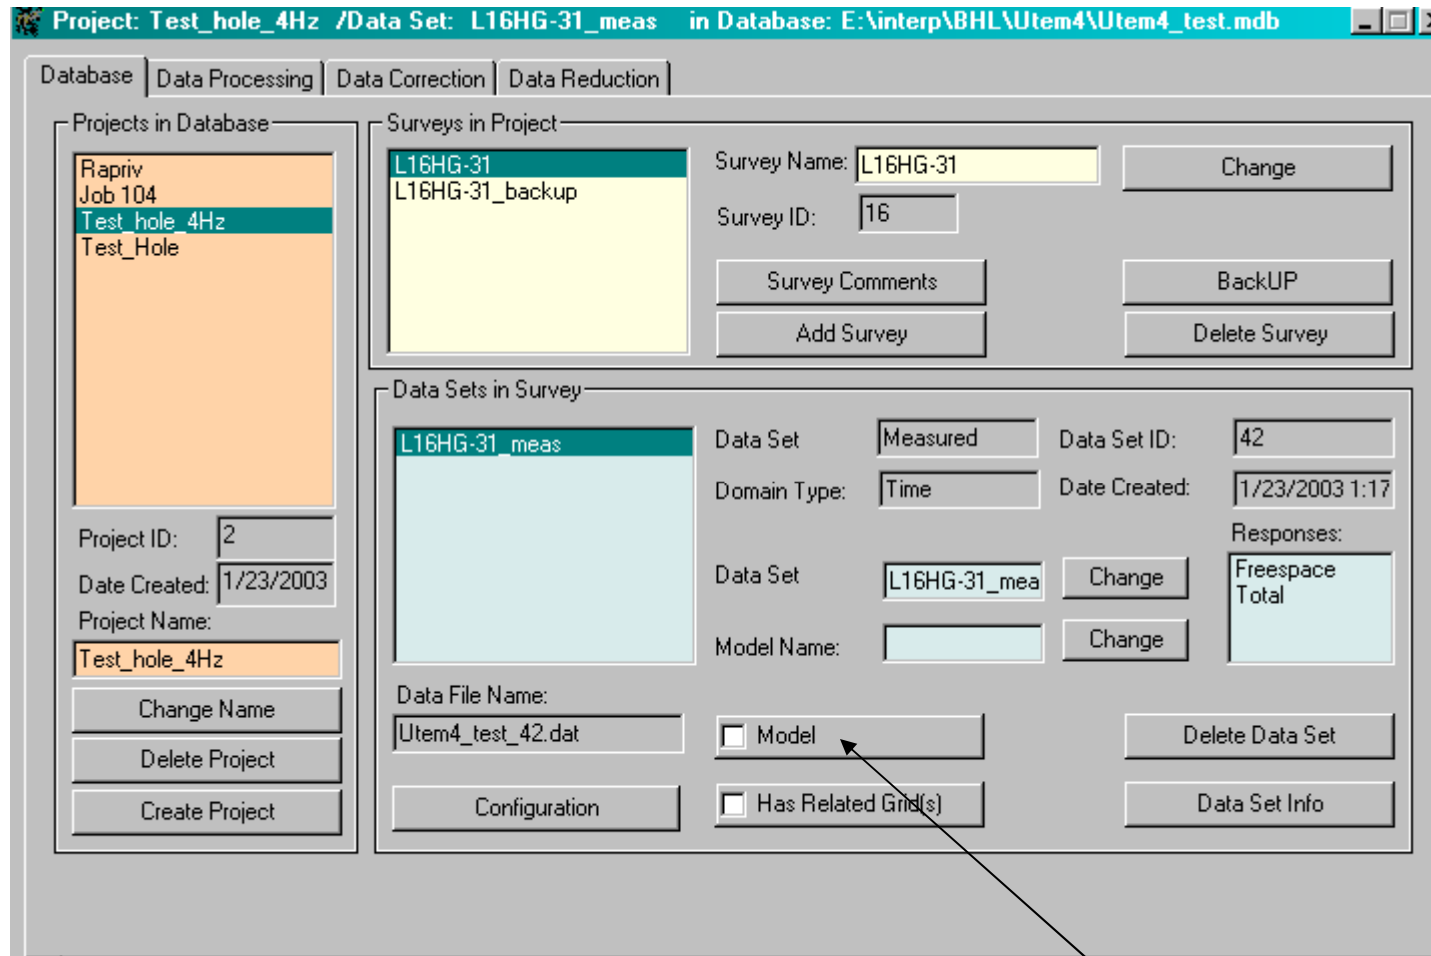 Project: Test_hole_4Hz /Data Set: L16HG-31_meas in Database: E:\interp\BHL\Utem4\Utem4_test.mdb
Database Data Processing Data Correction Data Reduction
Projects in Database
Rapriv
Job 104
Test_hole_4Hz
Test_Hole
Project ID: 2
Date Created: 1/23/2003
Project Name:
Test_hole_4Hz
Change Name
Delete Project
Create Project
Surveys in Project
L16HG-31
L16HG-31_backup
Survey Name: L16HG-31 Change
Survey ID: 16
Survey Comments BackUP
Add Survey Delete Survey
Data Sets in Survey
L16HG-31_meas
Data Set Measured Data Set ID: 42
Domain Type: Time Date Created: 1/23/2003 1:17
Responses:
Freespace
Total
Data Set L16HG-31_mea Change
Model Name: Change
Data File Name:
Utem4_test_42.dat
Model Delete Data Set
Configuration Has Related Grid(s) Data Set Info